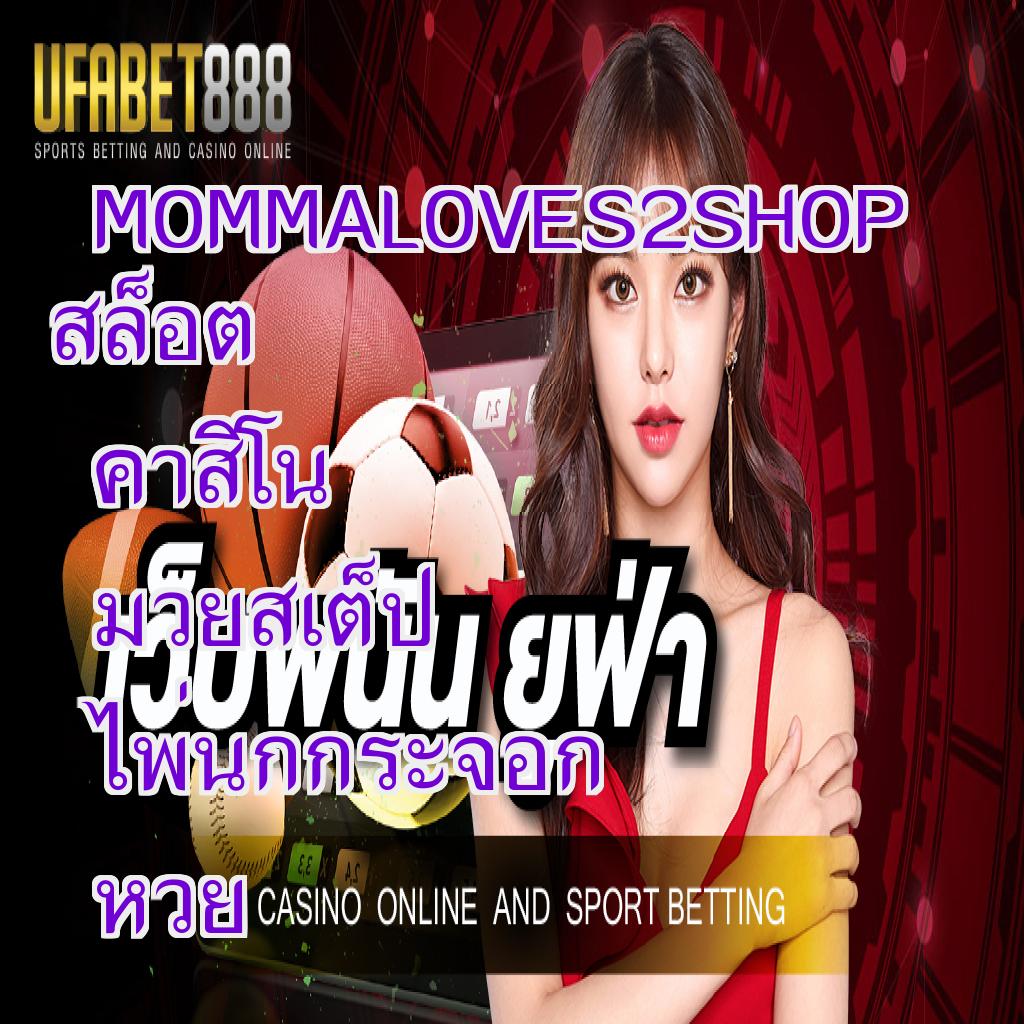 UFABET888
SPORTS BETTING AND CASINO ONLINE
MOMMALOVES2SHOP
สล็อต
คาสิโน
มวยสเต็ป
เว็บพนัน ยูฟ่า
ไพ่นกกระจอก
หวย
CASINO ONLINE AND SPORT BETTING